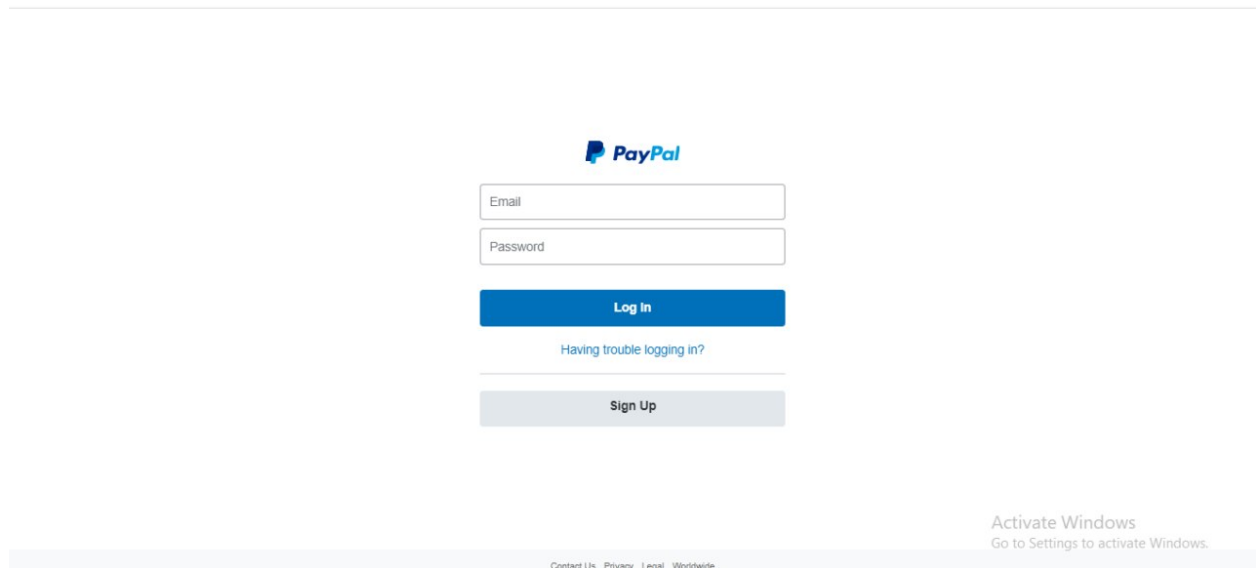 PayPal
Email
Password
Log In
Having trouble logging in?
Sign Up
Activate Windows
Go to Settings to activate Windows.
Contact Us Privacy Legal Worldwide